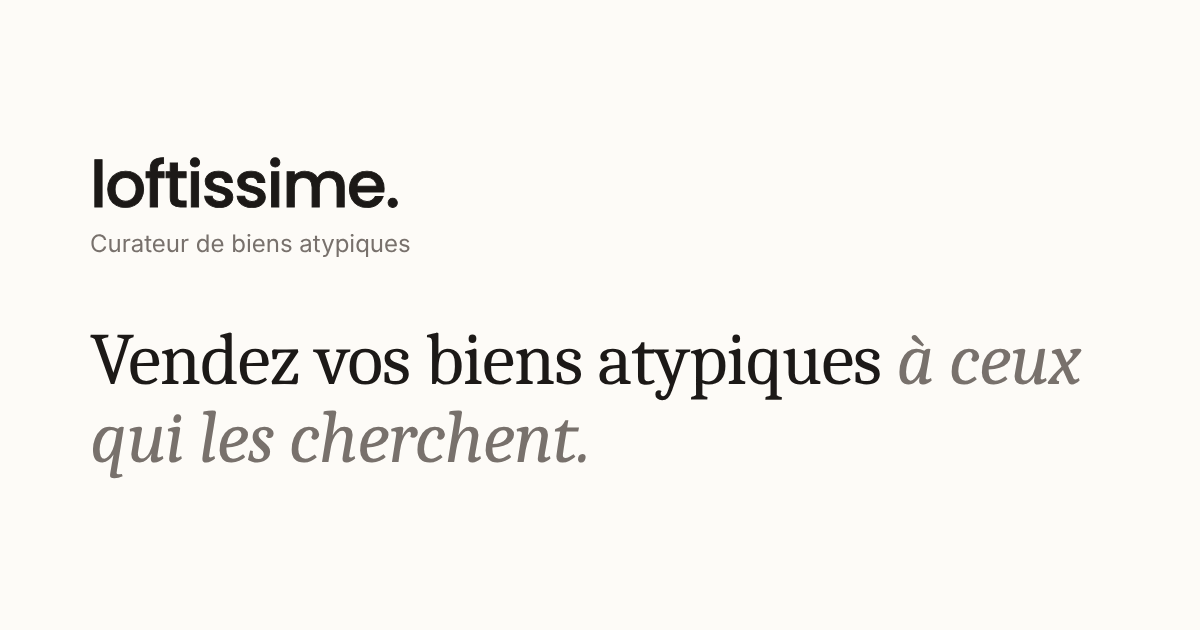 loftissime.
Curateur de biens atypiques
Vendez vos biens atypiques à ceux
qui les cherchent.